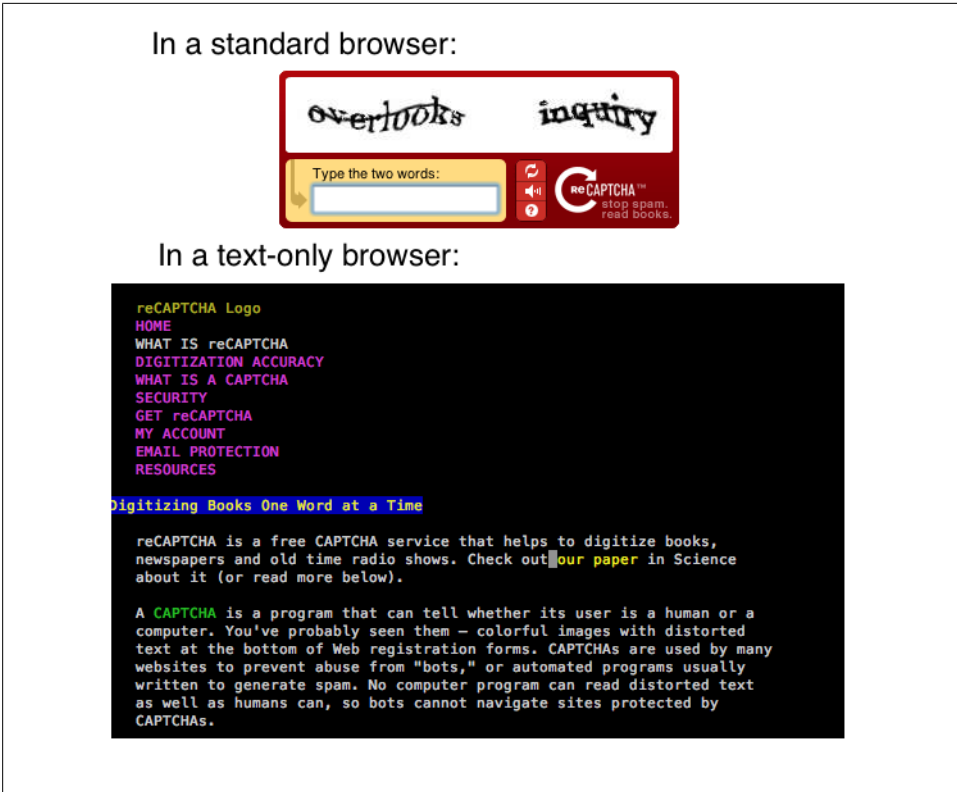 In a standard browser:
overlooks inquiry
Type the two words:
ReCAPTCHA™
stop spam.
read books.
In a text-only browser:
reCAPTCHA Logo
HOME
WHAT IS reCAPTCHA
DIGITIZATION ACCURACY
WHAT IS A CAPTCHA
SECURITY
GET reCAPTCHA
MY ACCOUNT
EMAIL PROTECTION
RESOURCES
Digitizing Books One Word at a Time
reCAPTCHA is a free CAPTCHA service that helps to digitize books,
newspapers and old time radio shows. Check out our paper in Science
about it (or read more below).
A CAPTCHA is a program that can tell whether its user is a human or a
computer. You've probably seen them – colorful images with distorted
text at the bottom of Web registration forms. CAPTCHAs are used by many
websites to prevent abuse from "bots," or automated programs usually
written to generate spam. No computer program can read distorted text
as well as humans can, so bots cannot navigate sites protected by
CAPTCHAs.